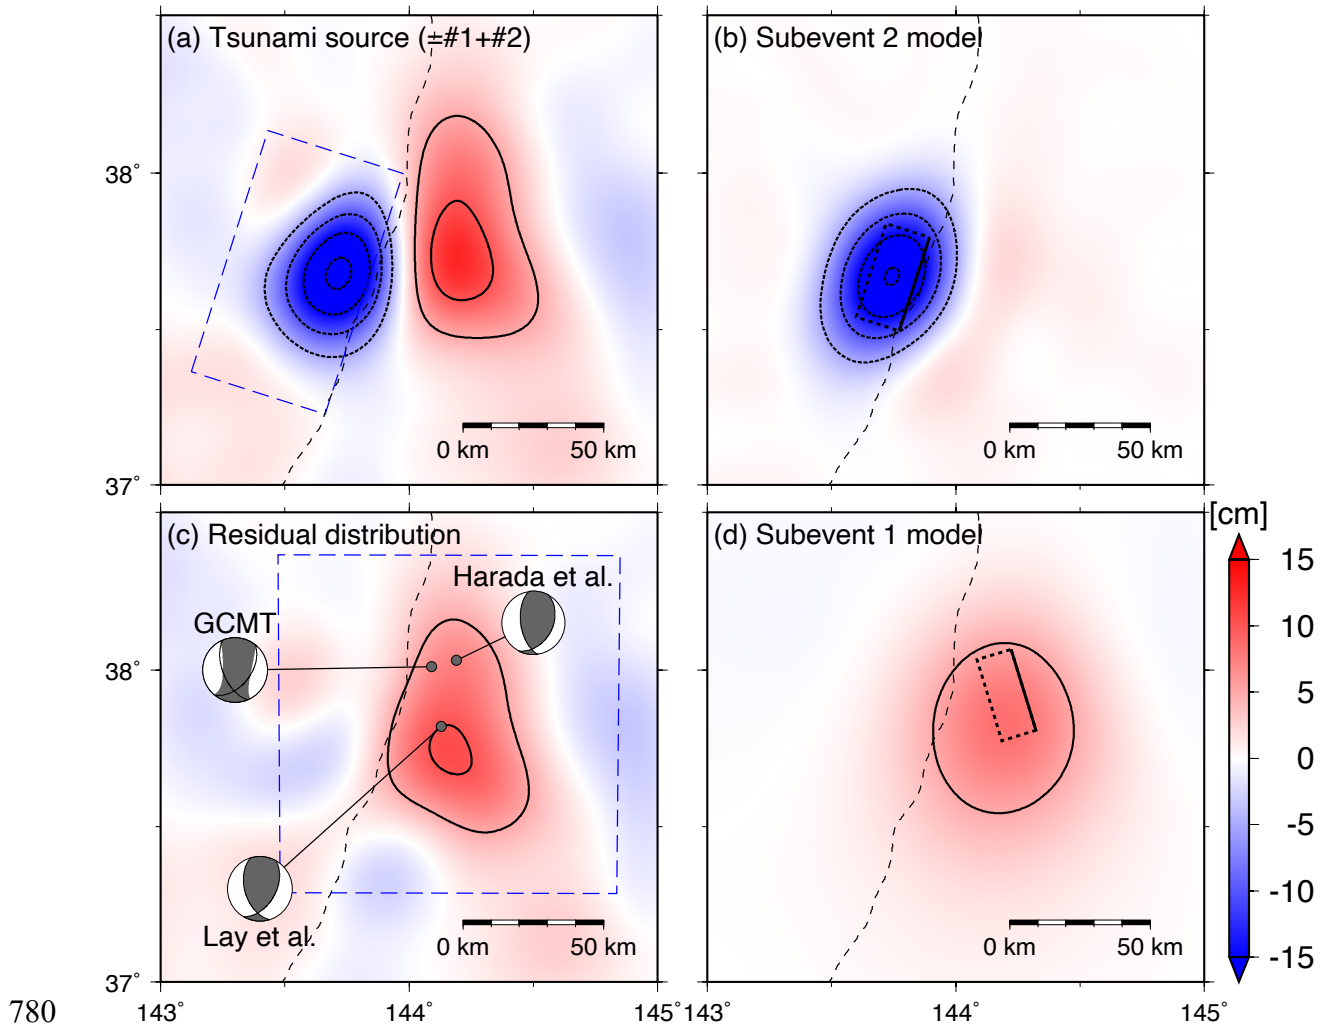 (a) Tsunami source (±#1+#2)
(b) Subevent 2 model
38˚
0 km 50 km
0 km 50 km
37˚
(c) Residual distribution
(d) Subevent 1 model
[cm]
Harada et al.
GCMT
15
10
5
0
-5
-10
-15
38˚
Lay et al.
0 km 50 km
0 km 50 km
37˚
780
143˚ 144˚ 145˚ 143˚ 144˚ 145˚